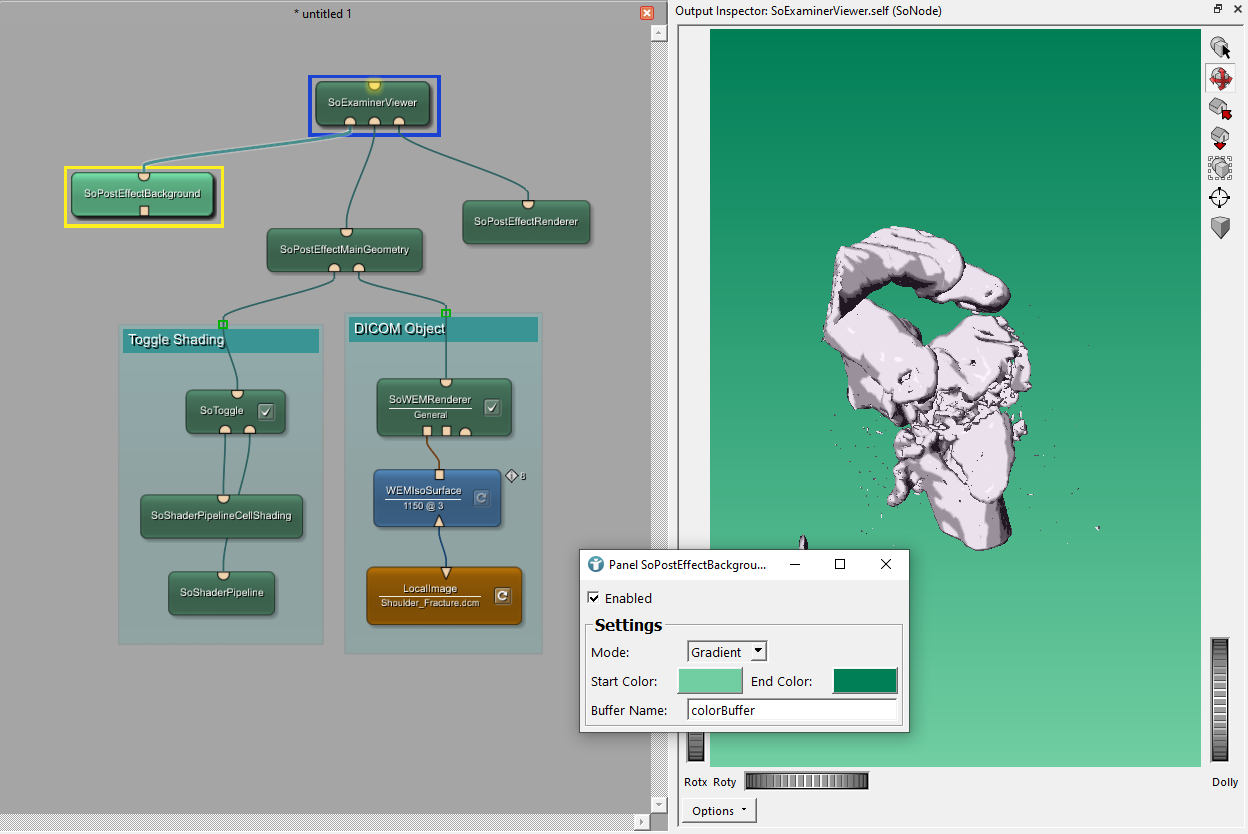 * untitled 1
Output Inspector: SoExaminerViewer.self (SoNode)
SoExaminerViewer
SoPostEffectBackground
SoPostEffectRenderer
SoPostEffectMainGeometry
Toggle Shading
DICOM Object
SoToggle
SoWEMRenderer
General
SoShaderPipelineCellShading
WEMIsoSurface
1150 @ 3
8
SoShaderPipeline
LocalImage
Shoulder_Fracture.dcm
Panel SoPostEffectBackgrou...
Enabled
Settings
Mode:
Gradient
Start Color:
End Color:
Buffer Name:
colorBuffer
Rotx Roty
Dolly
Options